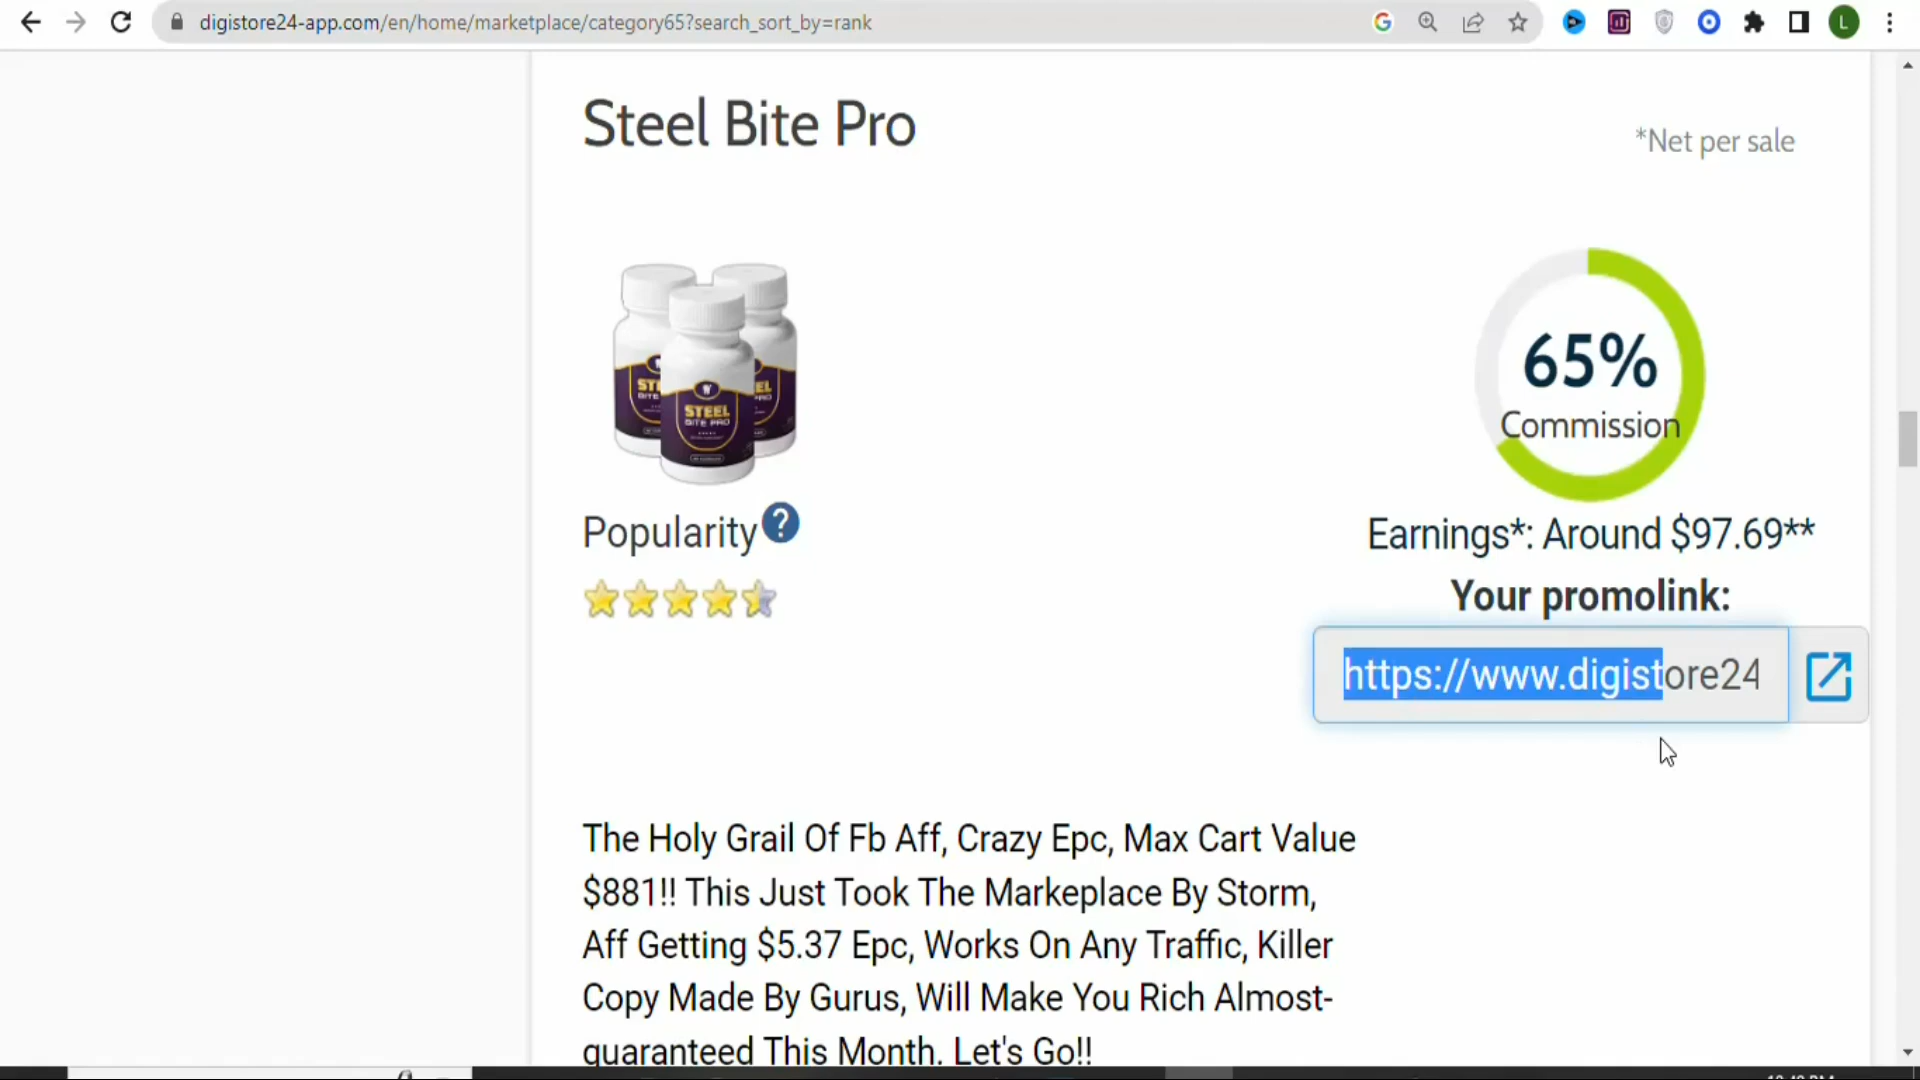 digistore24-app.com/en/home/marketplace/category65?search_sort_by=rank
L
Steel Bite Pro
*Net per sale
STEEL
BITE PRO
65%
Commission
Popularity ?
Earnings*: Around $97.69**
Your promolink:
https://www.digistore24
The Holy Grail Of Fb Aff, Crazy Epc, Max Cart Value
$881!! This Just Took The Markeplace By Storm,
Aff Getting $5.37 Epc, Works On Any Traffic, Killer
Copy Made By Gurus, Will Make You Rich Almost-
guaranteed This Month. Let's Go!!